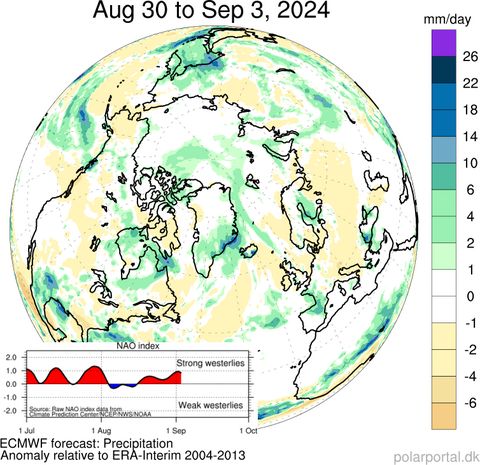 Aug 30 to Sep 3, 2024
mm/day
26
22
18
14
10
6
4
2
1
0
-1
-2
-4
-6
NAO index
2.0
1.0
0.0
-1.0
-2.0
Strong westerlies
Weak westerlies
Source: Raw NAO index data from
Climate Prediction Center/NCEP/NWS/NOAA
1 Jul 1 Aug 1 Sep 1 Oct
ECMWF forecast: Precipitation
Anomaly relative to ERA-Interim 2004-2013
polarportal.dk